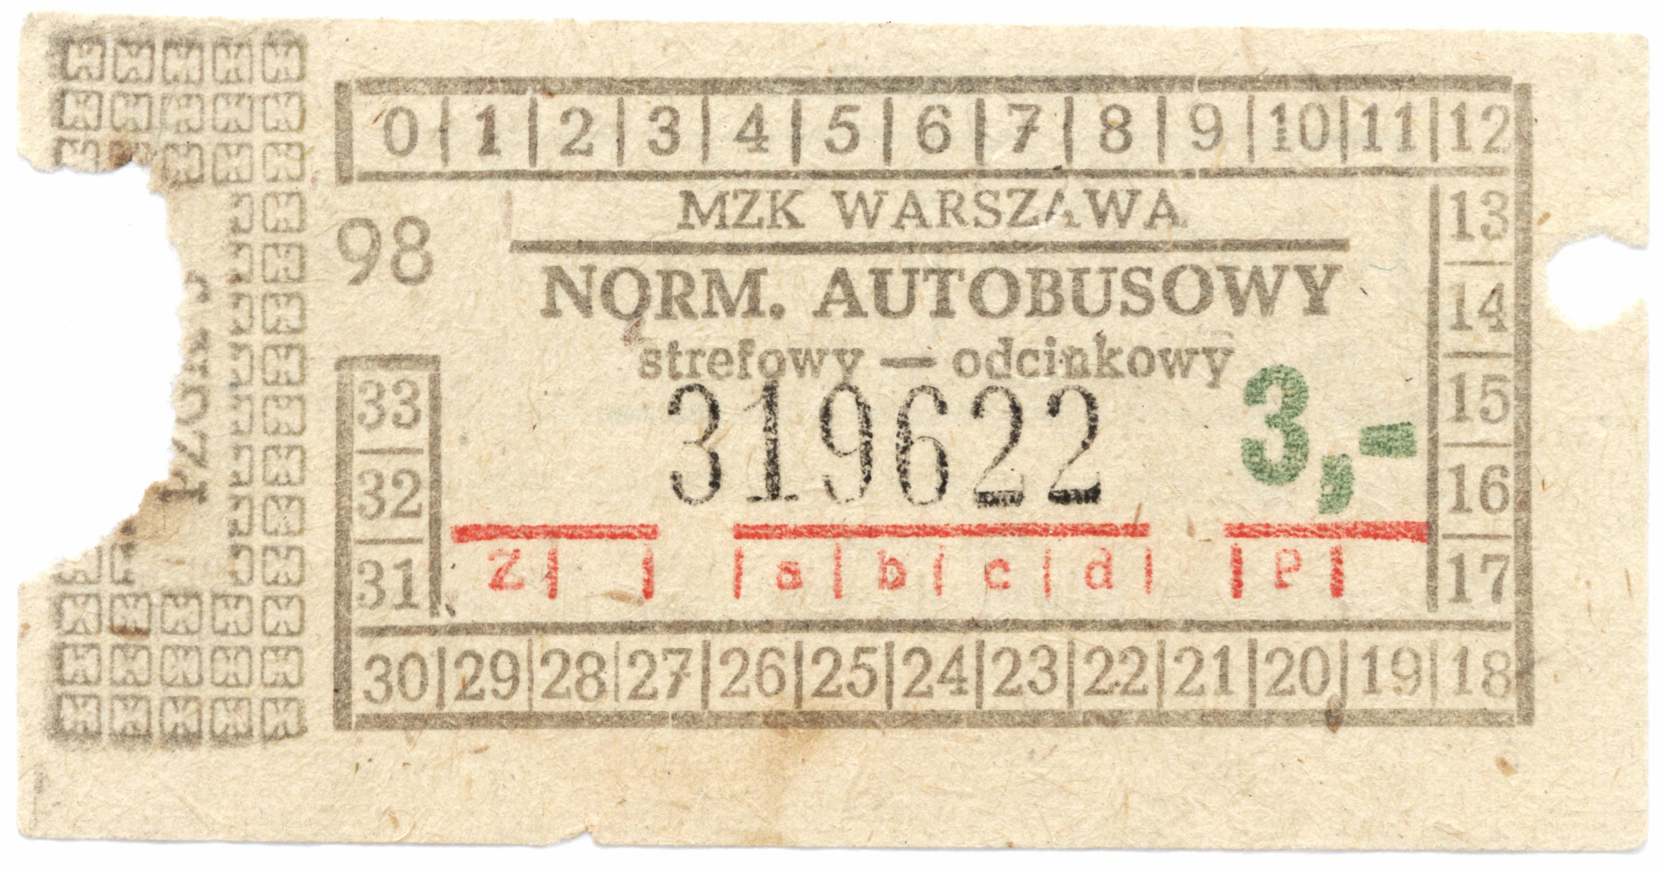 0 1 2 3 4 5 6 7 8 9 10 11 12
MZK WARSZAWA
13
98
NORM. AUTOBUSOWY
14
strefowy — odcinkowy
33
319622
3,-
15
32
16
31
z a b c d P
17
30 29 28 27 26 25 24 23 22 21 20 19 18